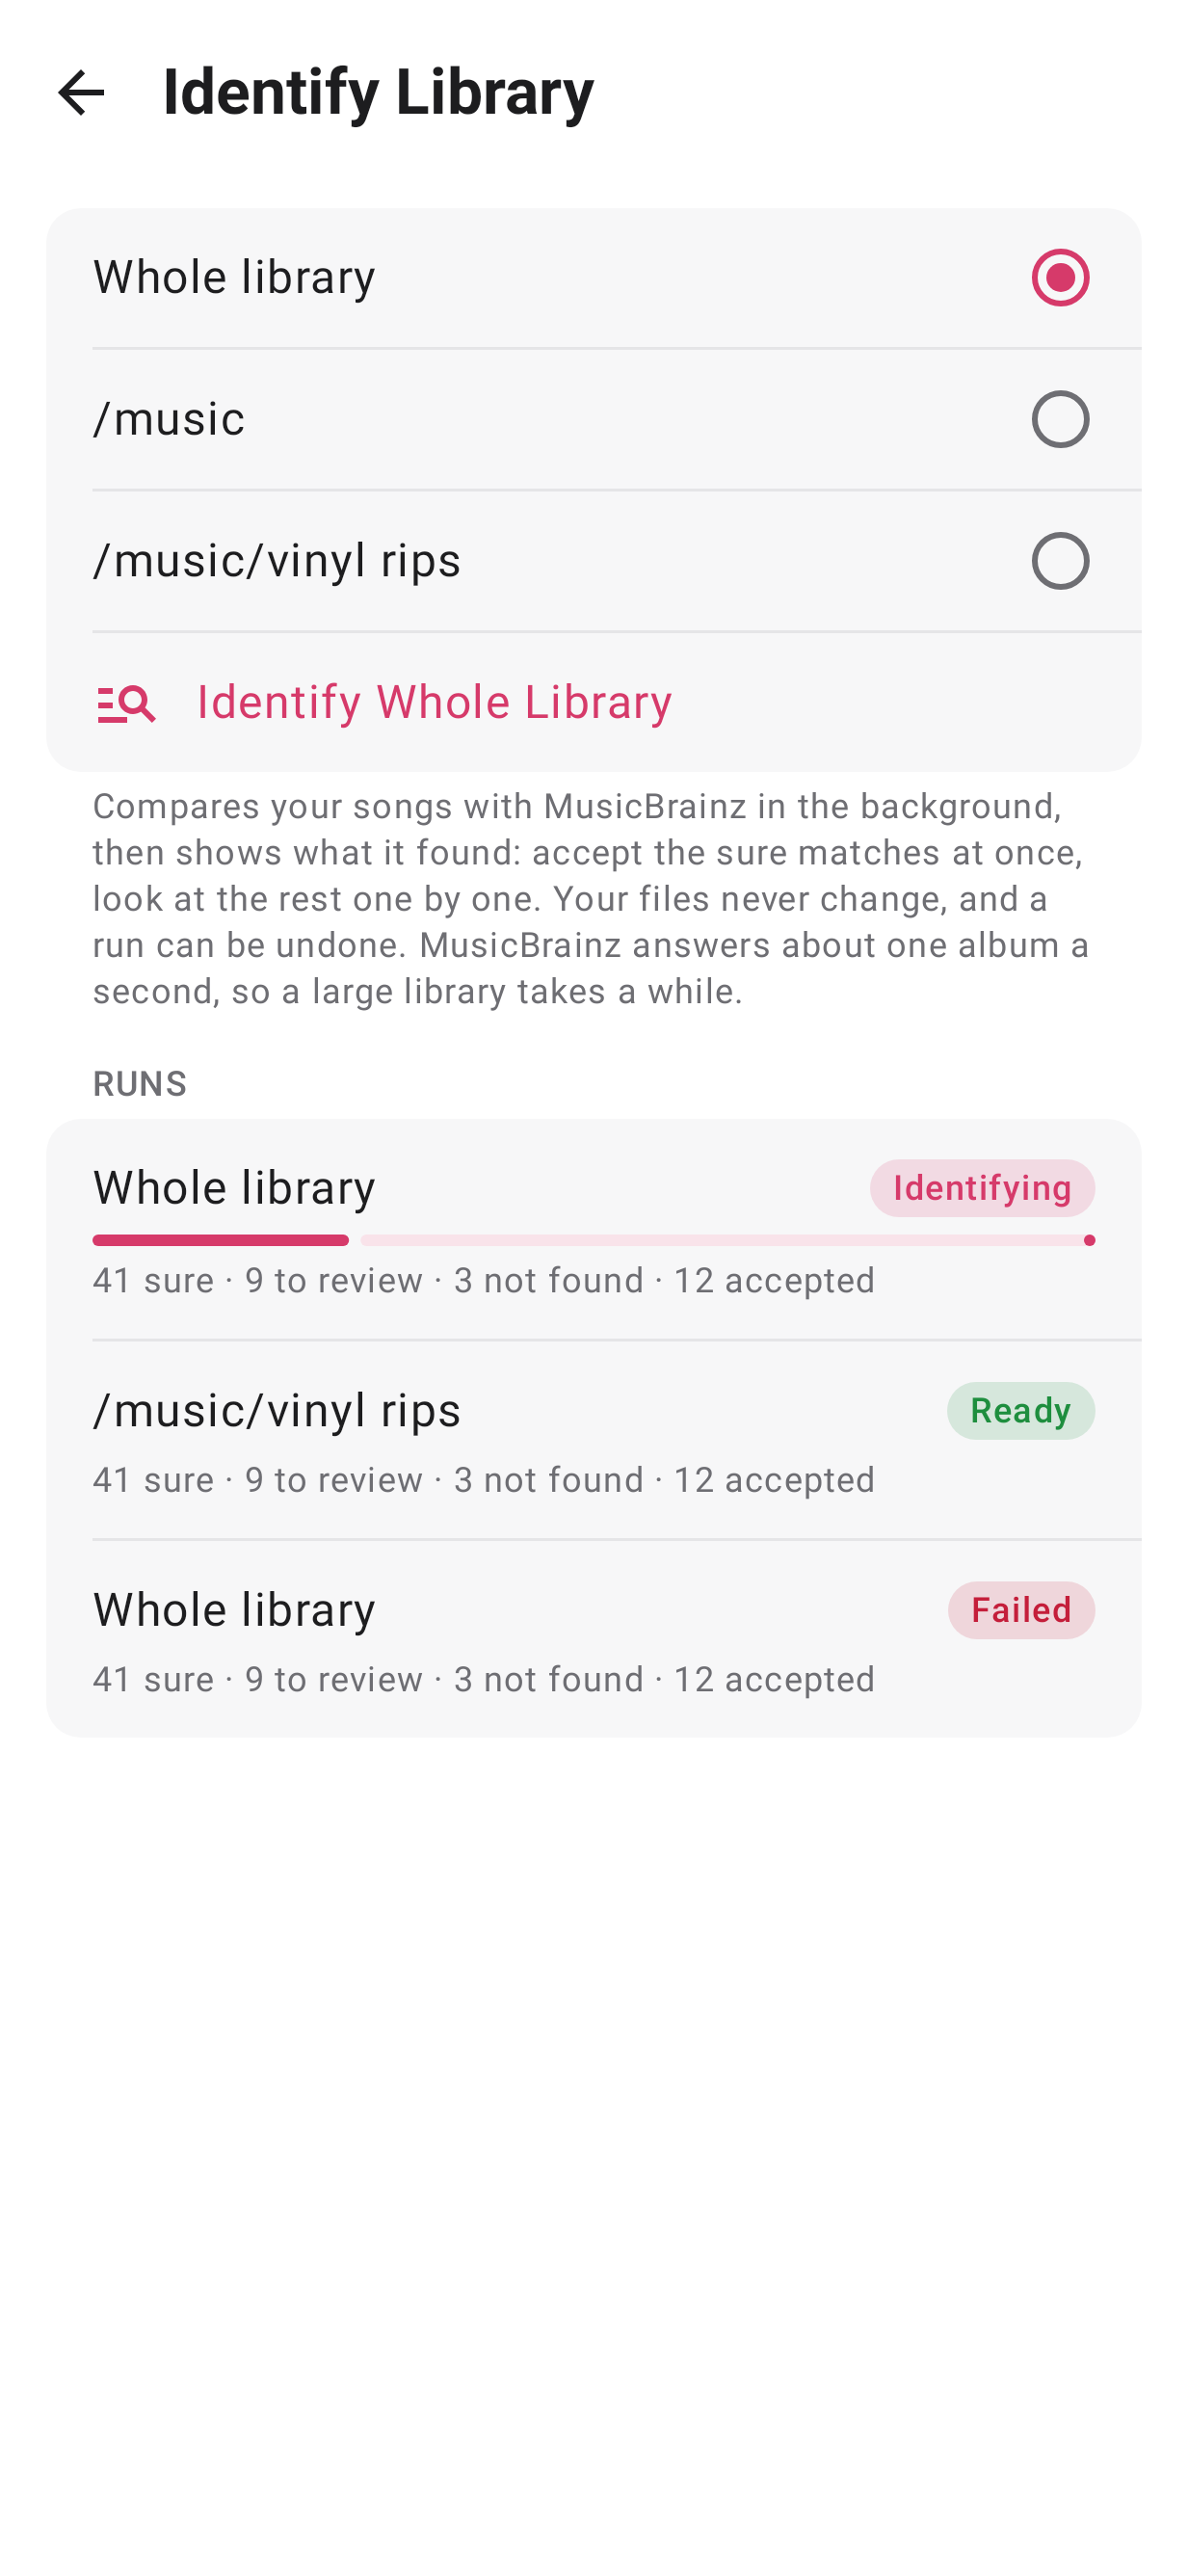 Identify Library
Whole library
/music
/music/vinyl rips
Identify Whole Library
Compares your songs with MusicBrainz in the background,
then shows what it found: accept the sure matches at once,
look at the rest one by one. Your files never change, and a
run can be undone. MusicBrainz answers about one album a
second, so a large library takes a while.
RUNS
Whole library Identifying
41 sure · 9 to review · 3 not found · 12 accepted
/music/vinyl rips Ready
41 sure · 9 to review · 3 not found · 12 accepted
Whole library Failed
41 sure · 9 to review · 3 not found · 12 accepted